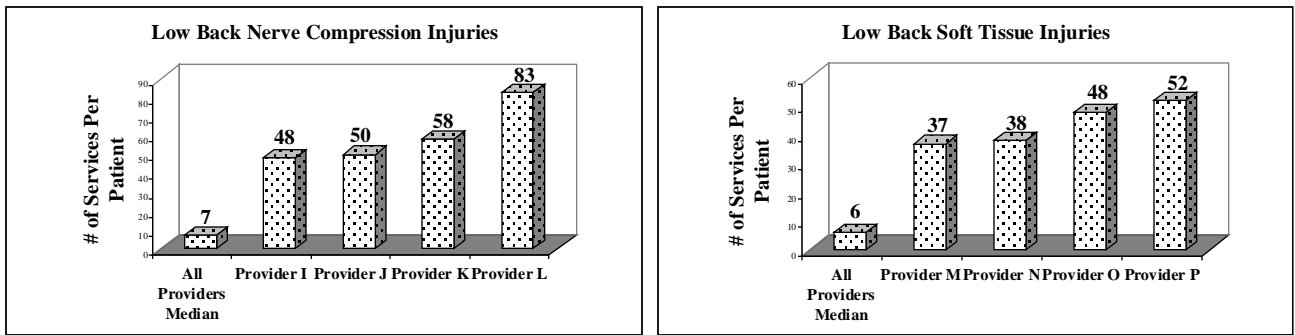 Low Back Nerve Compression Injuries
# of Services Per
Patient
90
80
70
60
50
40
30
20
10
0
7
48
50
58
83
All
Providers
Median
Provider I
Provider J
Provider K
Provider L
Low Back Soft Tissue Injuries
# of Services Per
Patient
60
50
40
30
20
10
0
6
37
38
48
52
All
Providers
Median
Provider M
Provider N
Provider O
Provider P